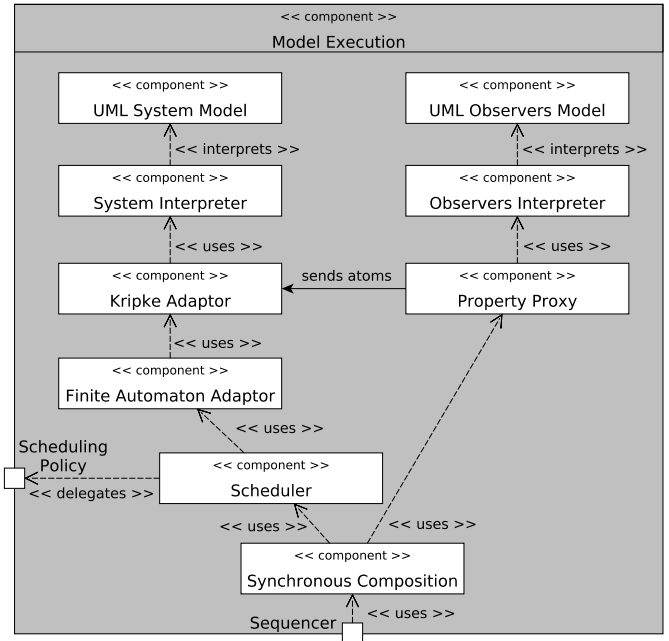 << component >>
Model Execution
<< component >>
UML System Model
<< component >>
UML Observers Model
<< interprets >>
<< interprets >>
<< component >>
System Interpreter
<< component >>
Observers Interpreter
<< uses >>
<< uses >>
<< component >>
Kripke Adaptor
sends atoms
<< component >>
Property Proxy
<< uses >>
<< component >>
Finite Automaton Adaptor
<< uses >>
Scheduling
Policy
<< delegates >>
<< component >>
Scheduler
<< uses >>
<< uses >>
<< component >>
Synchronous Composition
Sequencer
<< uses >>